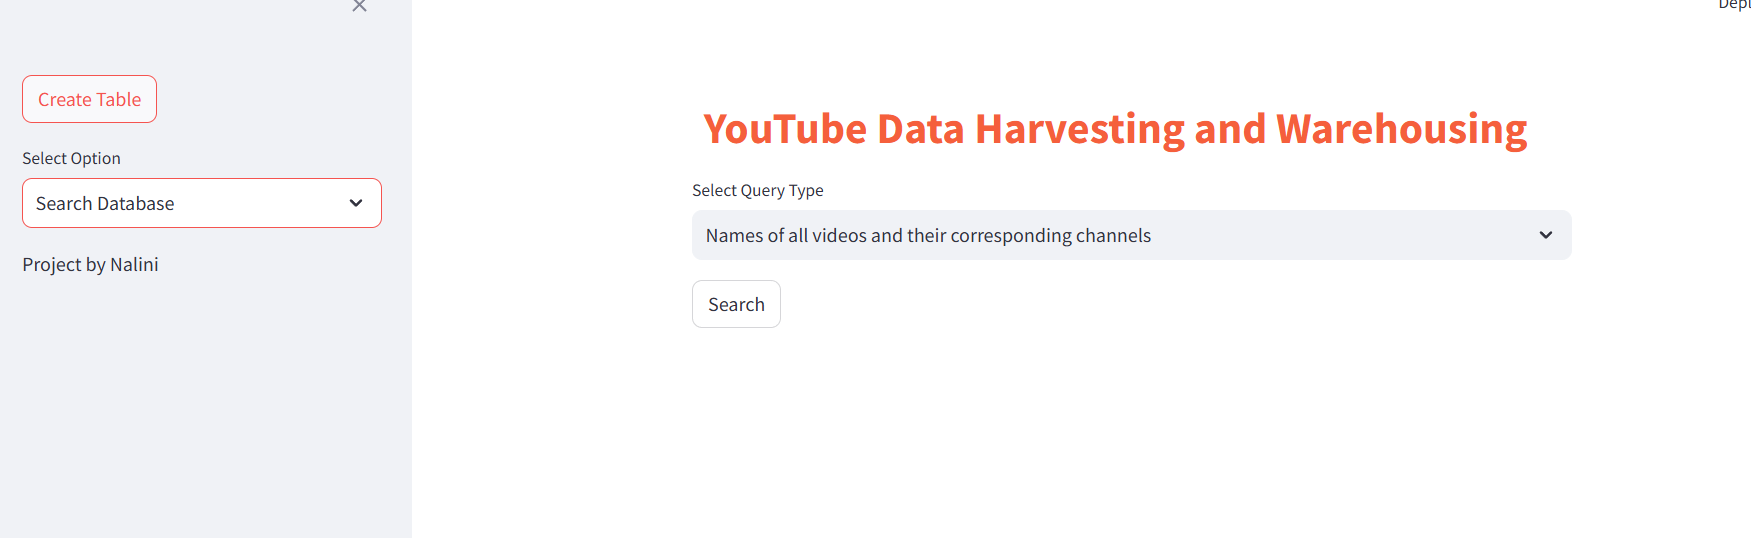 Create Table
Select Option
Search Database
Project by Nalini
YouTube Data Harvesting and Warehousing
Select Query Type
Names of all videos and their corresponding channels
Search